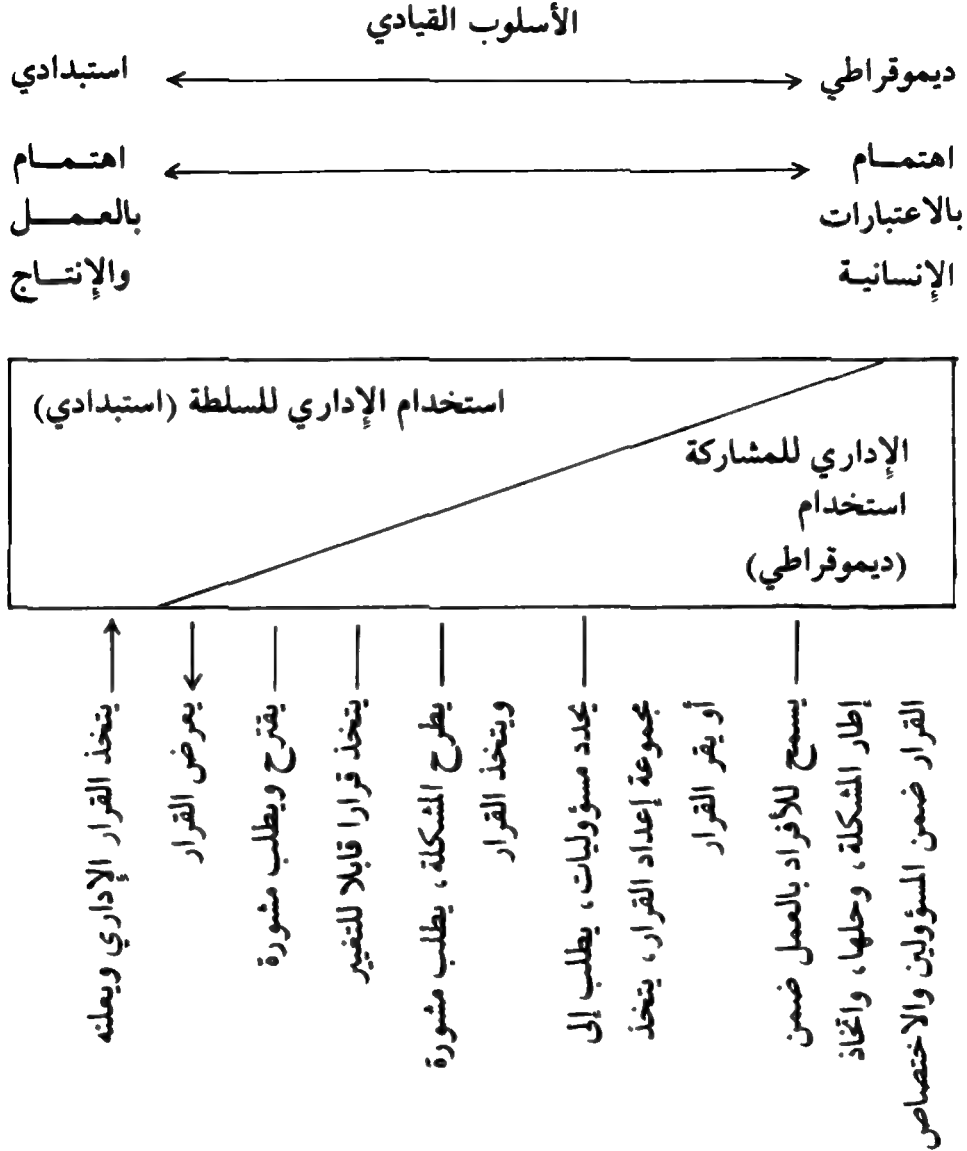 الأسلوب القيادي
ديموقراطي
استبدادي
اهتمام
بالاعتبارات
الإنسانية
اهتمام
بالعمل
والإنتاج
استخدام الإداري للسلطة (استبدادي)
الإداري للمشاركة
استخدام
(ديموقراطي)
يتخذ القرار الإداري ويعلنه
يعرض القرار
يقترح ويطلب مشورة
يتخذ قرارا قابلا للتغيير
يطرح المشكلة، يطلب مشورة
ويتخذ القرار
يحدد مسؤوليات، يطلب إلى
مجموعة إعداد القرار، يتخذ
أو يقر القرار
يسمح للأفراد بالعمل ضمن
إطار المشكلة، وحلها، واتخاذ
القرار ضمن المسؤولين والاختصاص